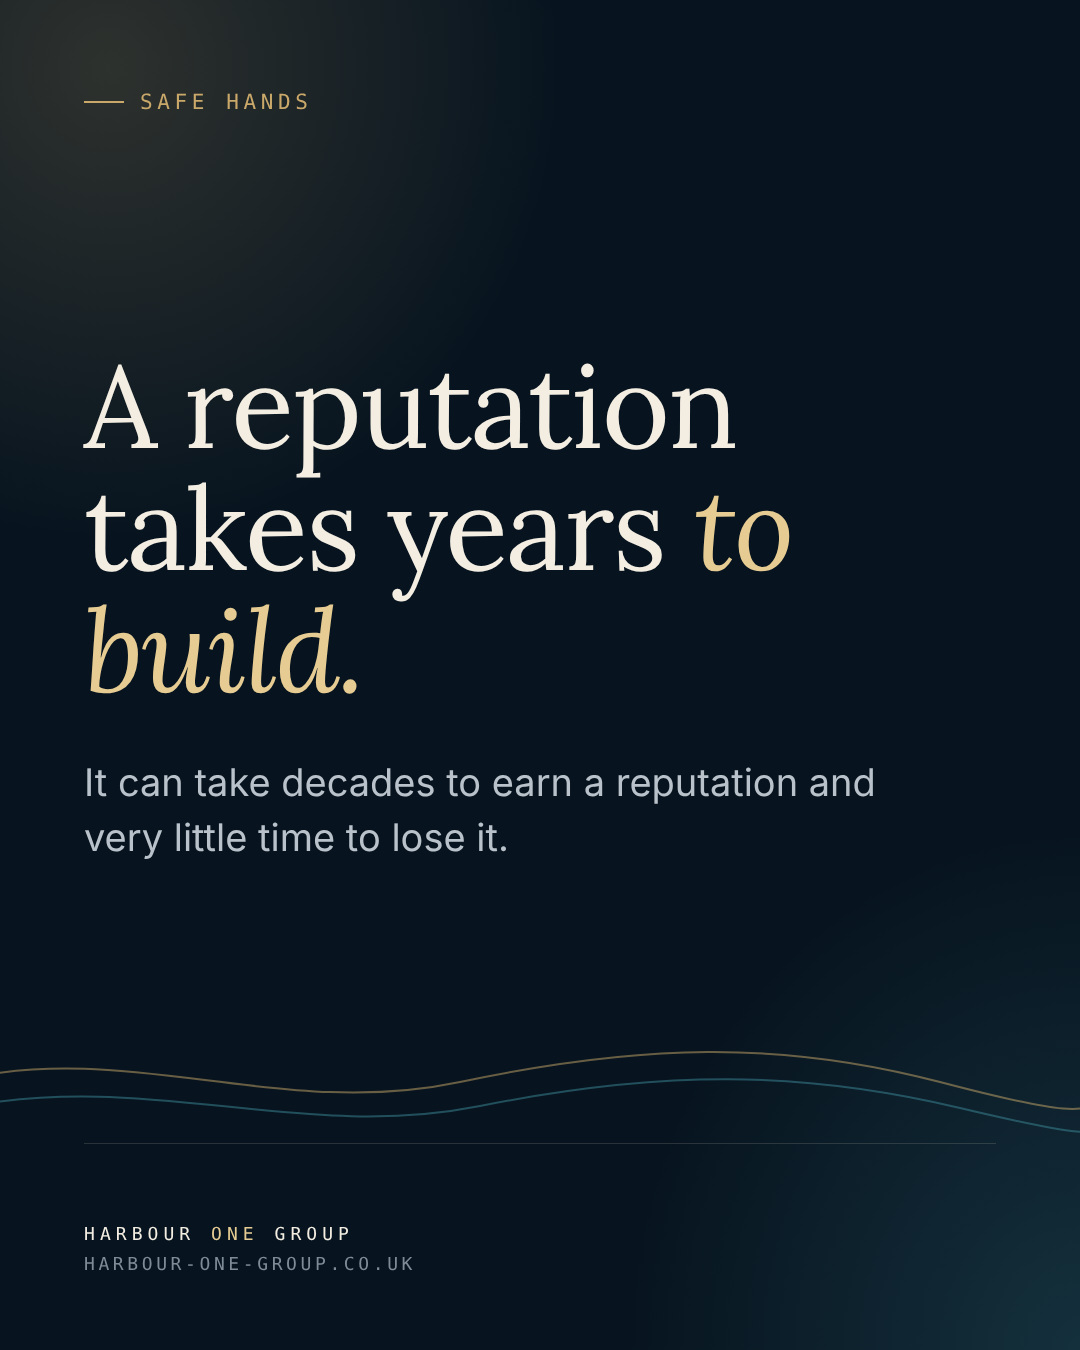 SAFE HANDS
A reputation
takes years to
build.
It can take decades to earn a reputation and
very little time to lose it.
HARBOUR ONE GROUP
HARBOUR-ONE-GROUP.CO.UK